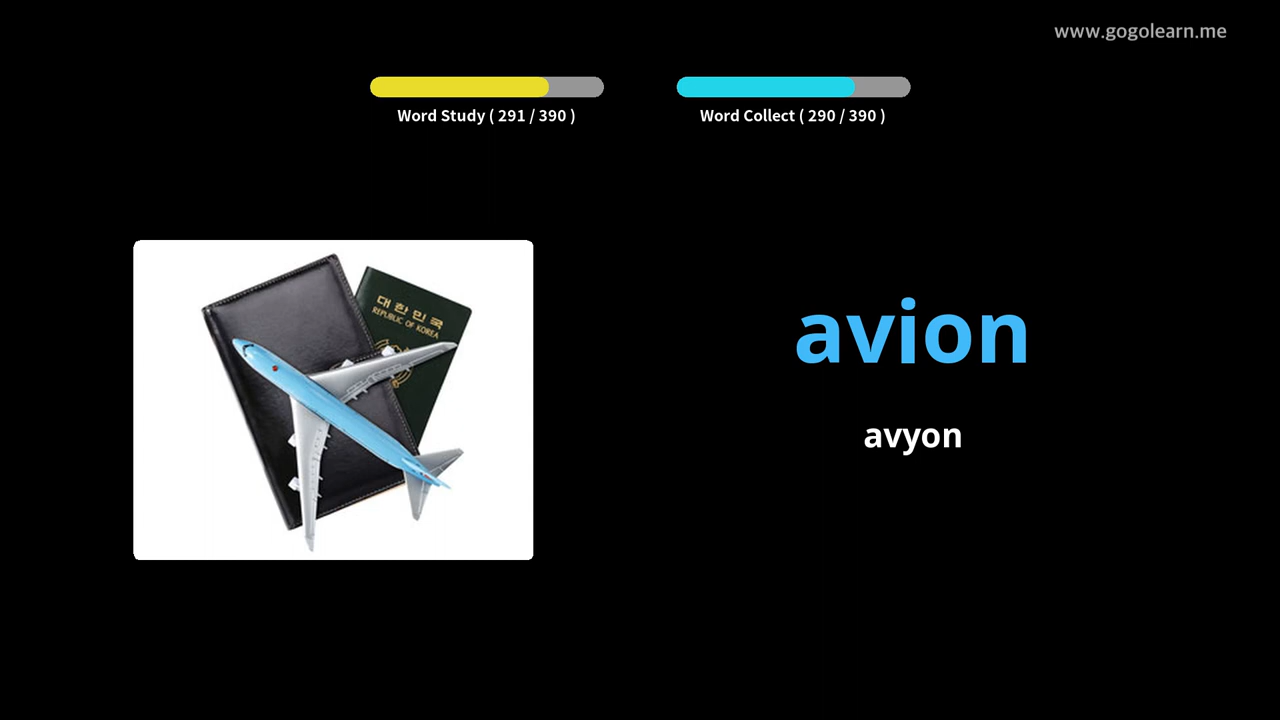 www.gogolearn.me
Word Study ( 291 / 390 )
Word Collect ( 290 / 390 )
대한민국
REPUBLIC OF KOREA
avion
avyon